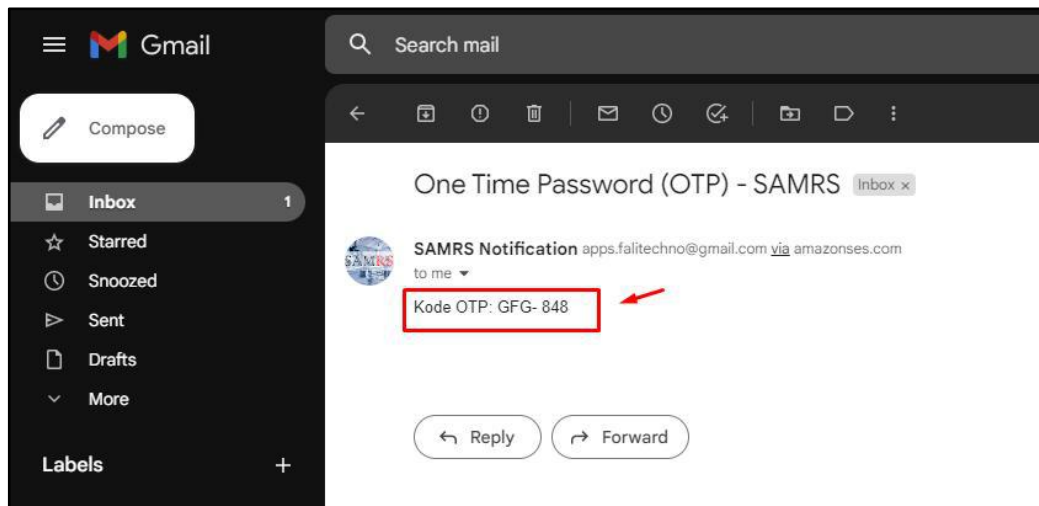 Gmail
Search mail
Compose
Inbox 1
Starred
Snoozed
Sent
Drafts
More
Labels +
One Time Password (OTP) - SAMRS Inbox x
SAMRS
SAMRS Notification apps.falitechno@gmail.com via amazonses.com
to me
Kode OTP: GFG- 848
Reply Forward